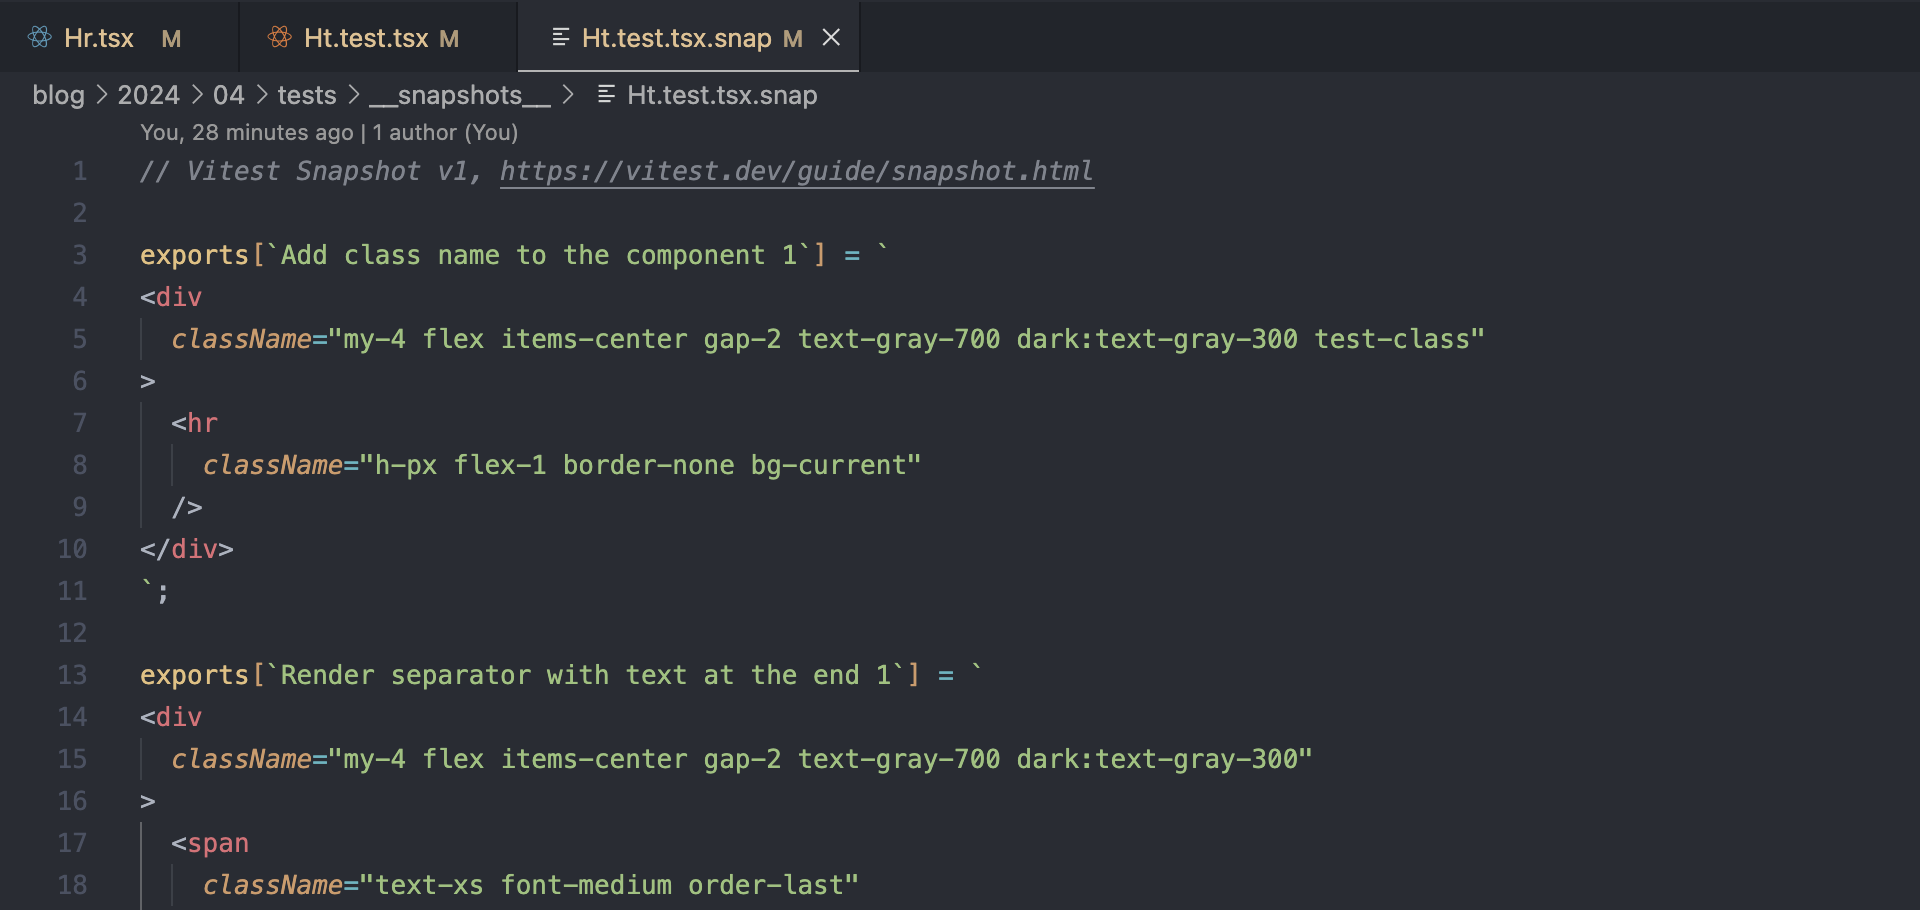 Hr.tsx M Ht.test.tsx M Ht.test.tsx.snap M
blog > 2024 > 04 > tests > __snapshots__ > Ht.test.tsx.snap
You, 28 minutes ago | 1 author (You)
1 // Vitest Snapshot v1, https://vitest.dev/guide/snapshot.html
2
3 exports[`Add class name to the component 1`] = `
4 <div
5   className="my-4 flex items-center gap-2 text-gray-700 dark:text-gray-300 test-class"
6 >
7   <hr
8     className="h-px flex-1 border-none bg-current"
9   />
10 </div>
11 `;
12
13 exports[`Render separator with text at the end 1`] = `
14 <div
15   className="my-4 flex items-center gap-2 text-gray-700 dark:text-gray-300"
16 >
17   <span
18     className="text-xs font-medium order-last"